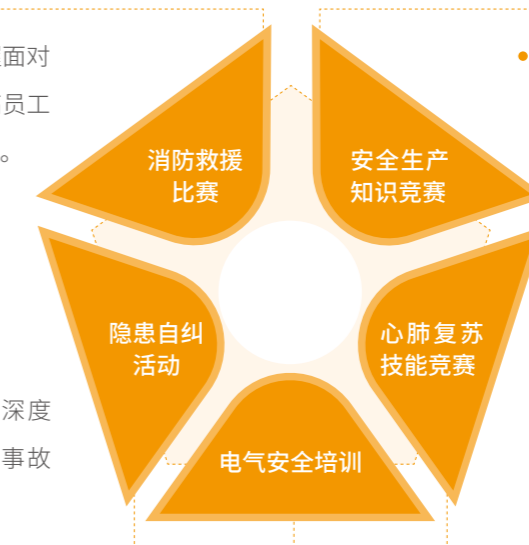 面对
员工
。
消防救援
比赛
安全生产
知识竞赛
隐患自纠
活动
心肺复苏
技能竞赛
深度
事故
电气安全培训